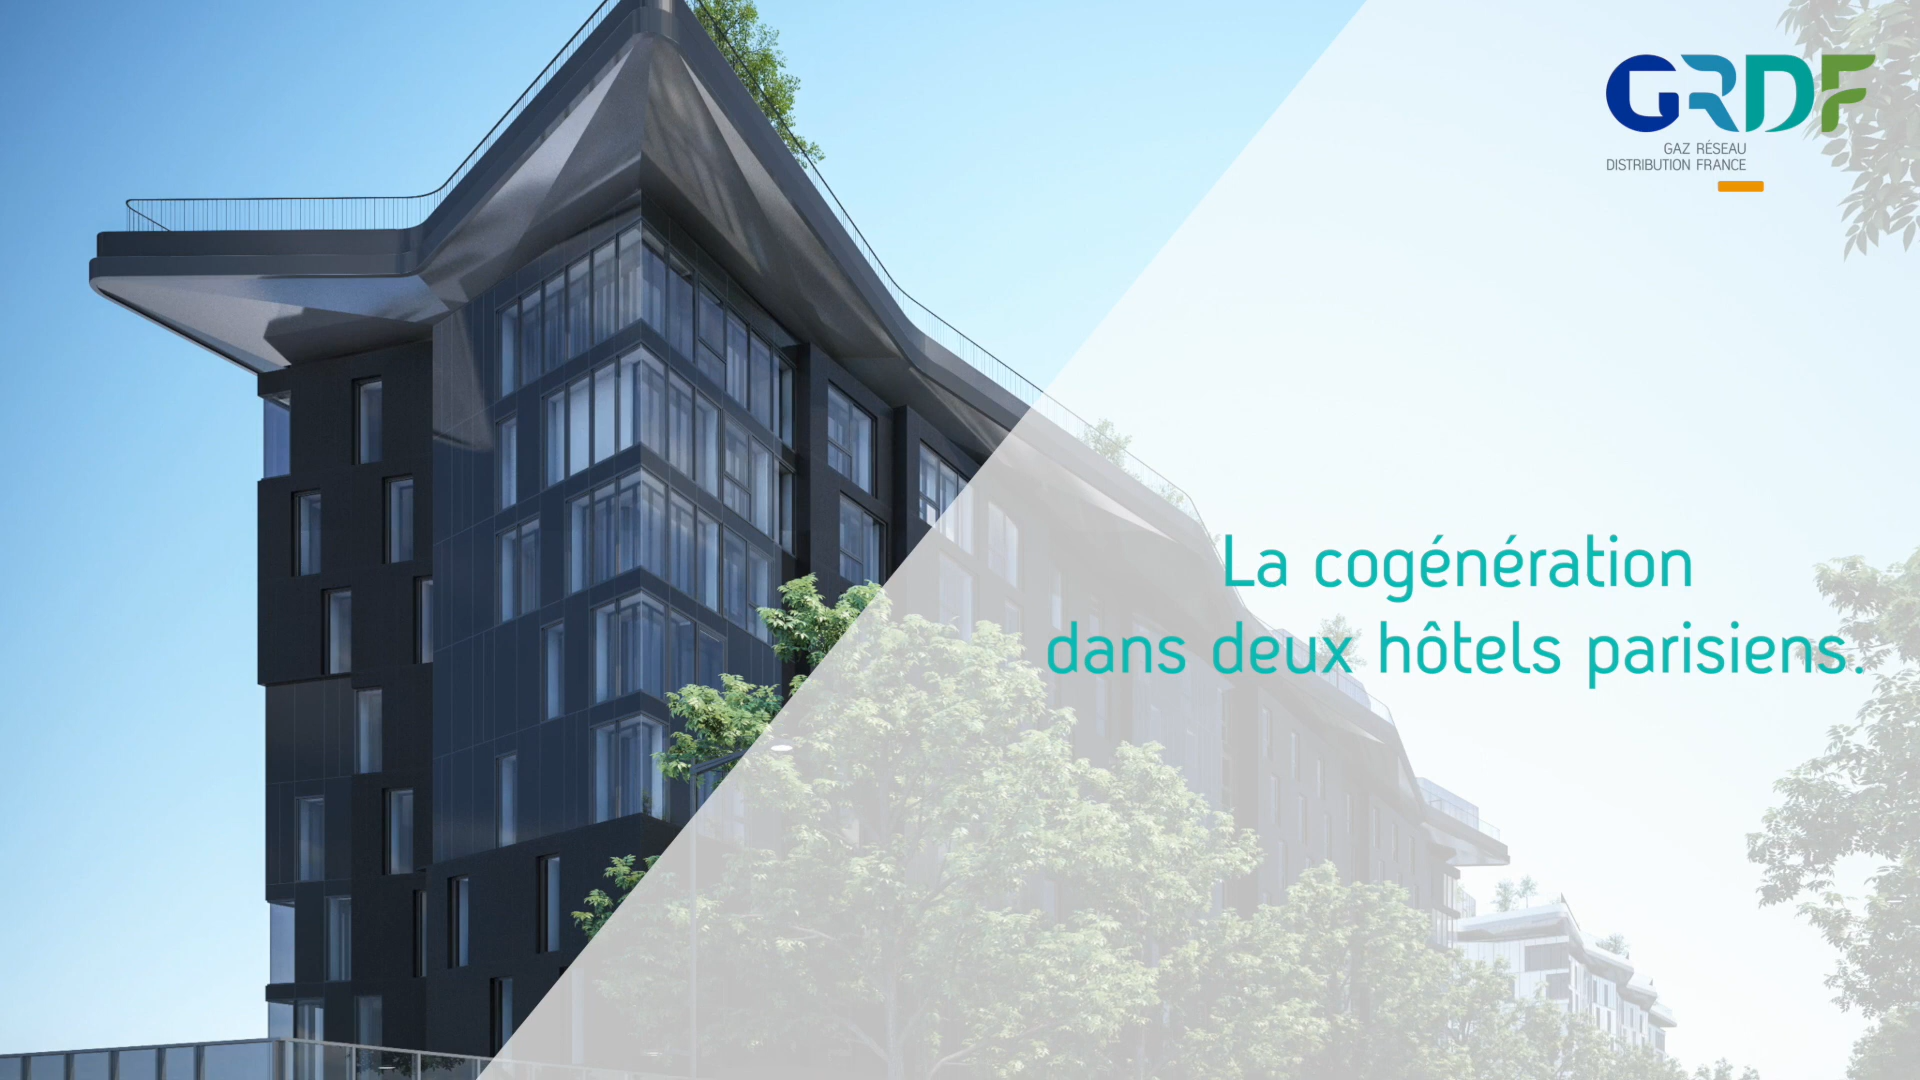 GRDF
GAZ RÉSEAU
DISTRIBUTION FRANCE
La cogénération
dans deux hôtels parisiens.